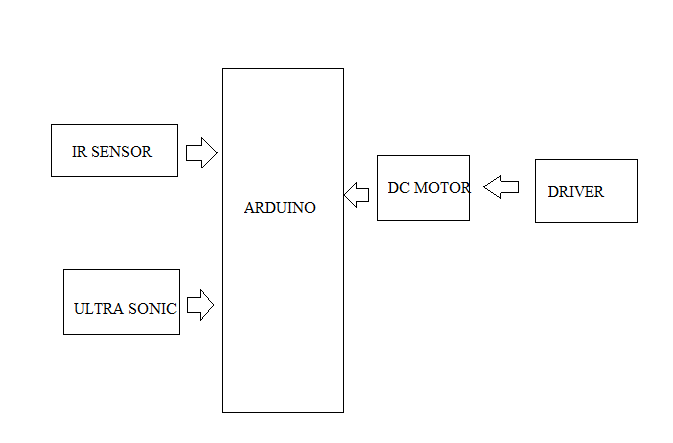 IR SENSOR
ARDUINO
DC MOTOR
DRIVER
ULTRA SONIC